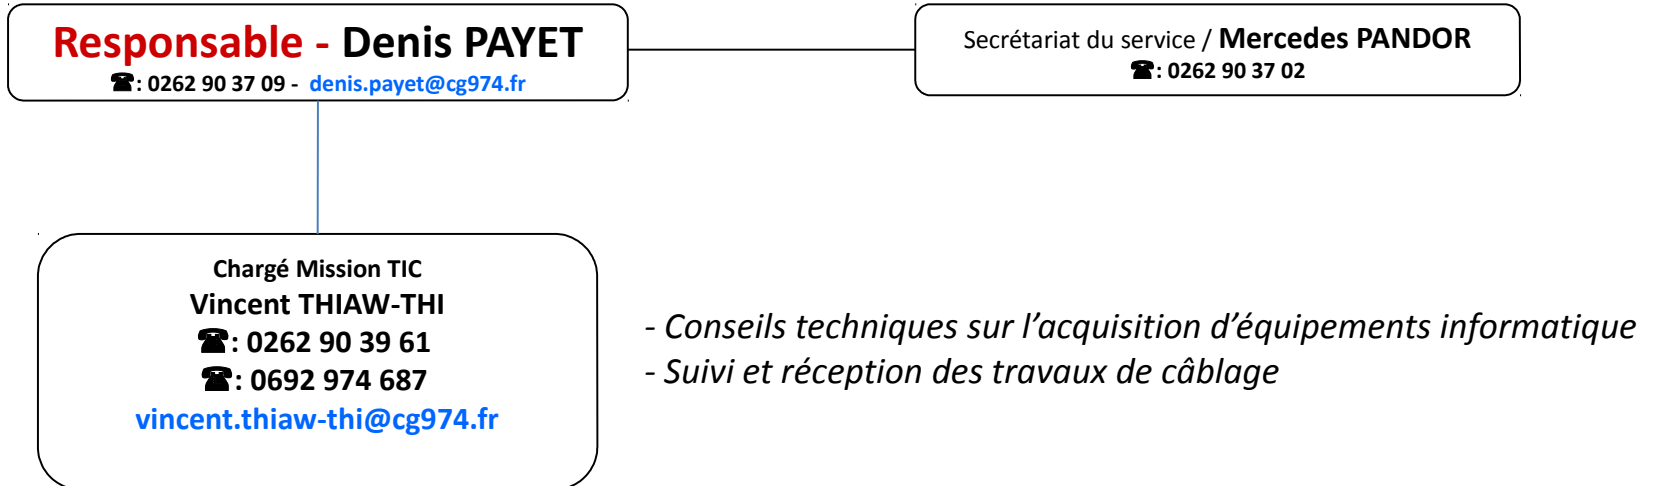 Responsable - Denis PAYET
☎: 0262 90 37 09 - denis.payet@cg974.fr
Secrétariat du service / Mercedes PANDOR
☎: 0262 90 37 02
Chargé Mission TIC
Vincent THIAW-THI
☎: 0262 90 39 61
☎: 0692 974 687
vincent.thiaw-thi@cg974.fr
- Conseils techniques sur l’acquisition d’équipements informatique
- Suivi et réception des travaux de câblage